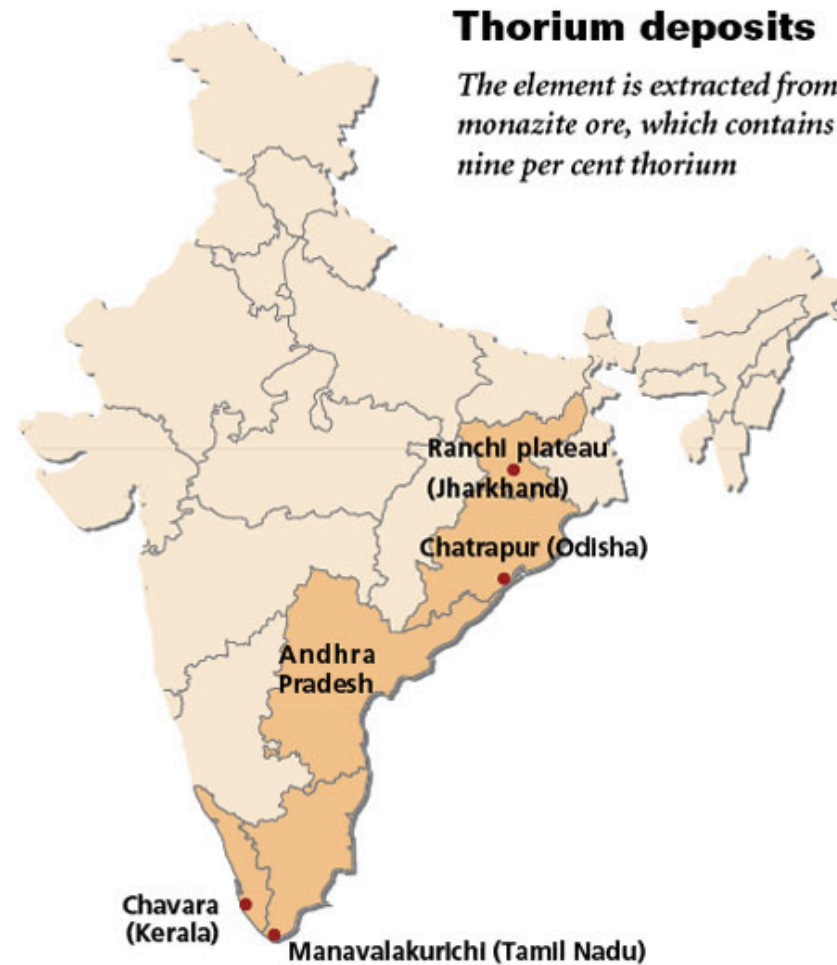 Thorium deposits
The element is extracted from
monazite ore, which contains
nine per cent thorium
Ranchi plateau
(Jharkhand)
Chatrapur (Odisha)
Andhra
Pradesh
Chavara
(Kerala)
Manavalakurichi (Tamil Nadu)